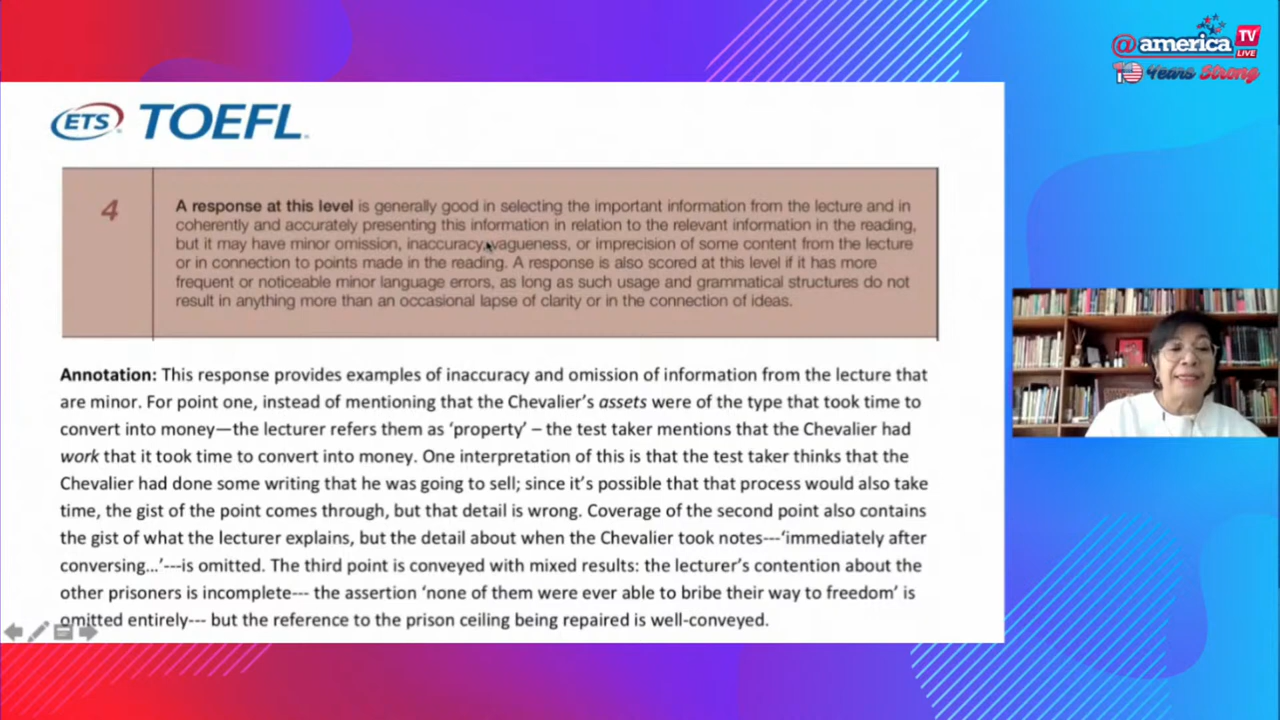 @america TV LIVE
10 Years Strong
ETS TOEFL
4
A response at this level is generally good in selecting the important information from the lecture and in
coherently and accurately presenting this information in relation to the relevant information in the reading,
but it may have minor omission, inaccuracy, vagueness, or imprecision of some content from the lecture
or in connection to points made in the reading. A response is also scored at this level if it has more
frequent or noticeable minor language errors, as long as such usage and grammatical structures do not
result in anything more than an occasional lapse of clarity or in the connection of ideas.
Annotation: This response provides examples of inaccuracy and omission of information from the lecture that
are minor. For point one, instead of mentioning that the Chevalier's assets were of the type that took time to
convert into money—the lecturer refers them as 'property' – the test taker mentions that the Chevalier had
work that it took time to convert into money. One interpretation of this is that the test taker thinks that the
Chevalier had done some writing that he was going to sell; since it's possible that that process would also take
time, the gist of the point comes through, but that detail is wrong. Coverage of the second point also contains
the gist of what the lecturer explains, but the detail about when the Chevalier took notes---'immediately after
conversing...'---is omitted. The third point is conveyed with mixed results: the lecturer's contention about the
other prisoners is incomplete--- the assertion 'none of them were ever able to bribe their way to freedom' is
omitted entirely--- but the reference to the prison ceiling being repaired is well-conveyed.